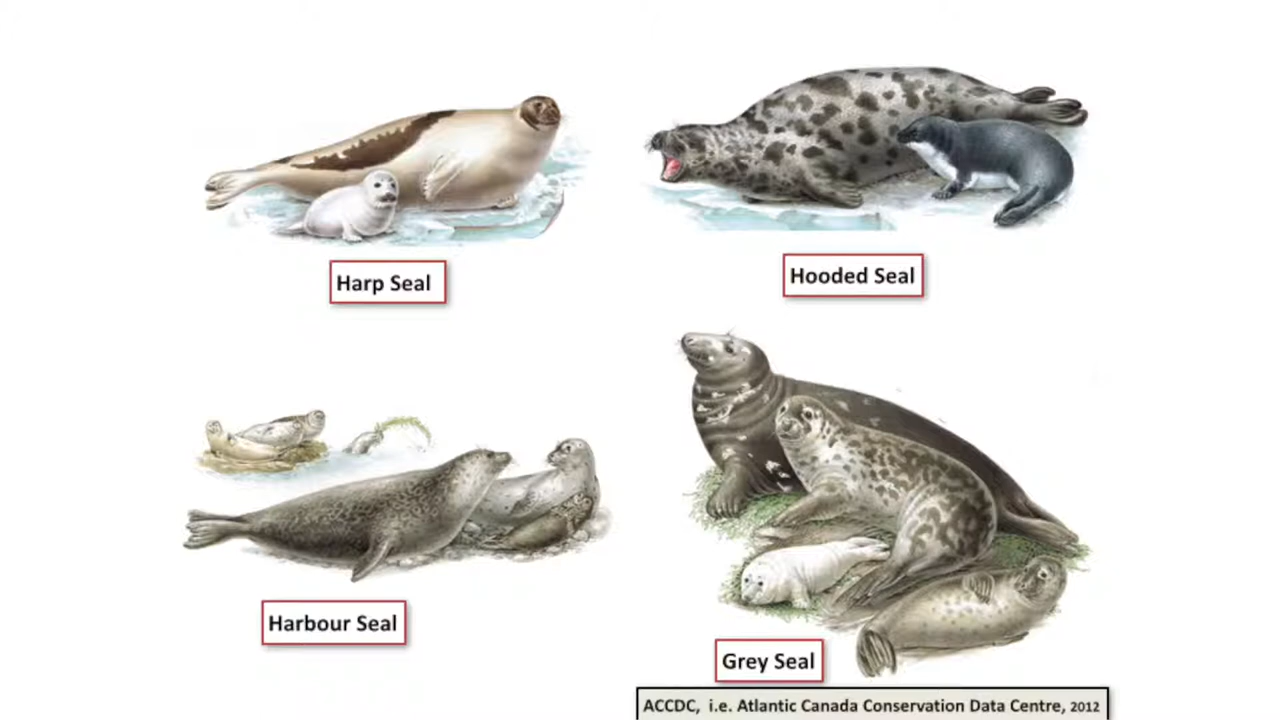 Harp Seal
Hooded Seal
Harbour Seal
Grey Seal
ACCDC, i.e. Atlantic Canada Conservation Data Centre, 2012